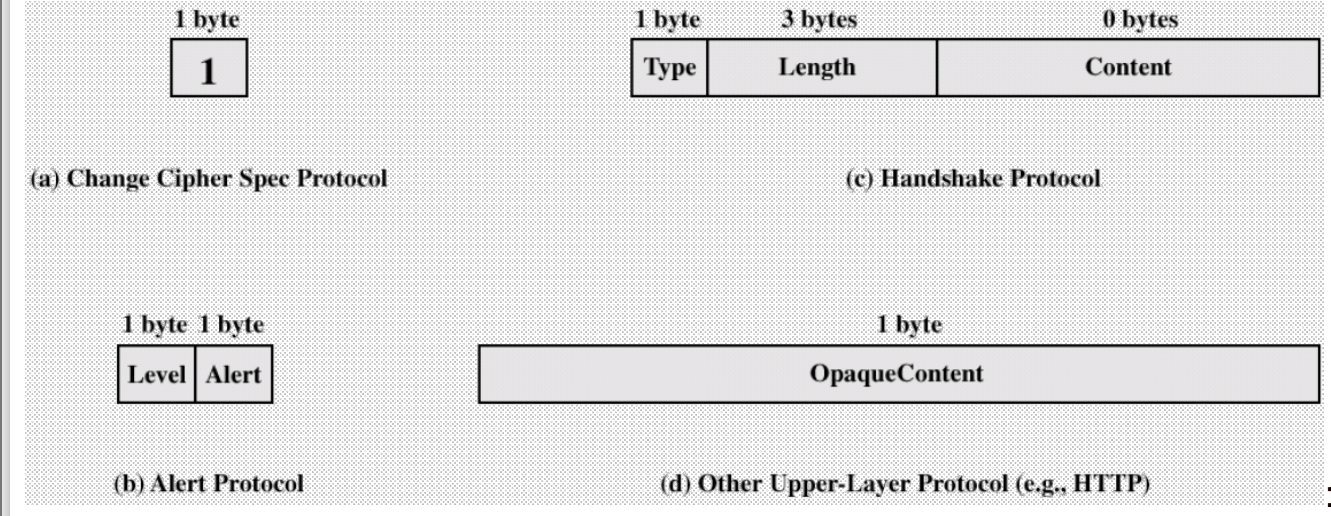 1 byte
1
(a) Change Cipher Spec Protocol
1 byte 3 bytes 0 bytes
Type Length Content
(c) Handshake Protocol
1 byte 1 byte
Level Alert
(b) Alert Protocol
1 byte
OpaqueContent
(d) Other Upper-Layer Protocol (e.g., HTTP)